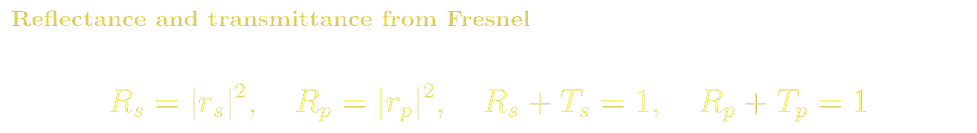 Reflectance and transmittance from Fresnel
R_s = |r_s|^2, R_p = |r_p|^2, R_s + T_s = 1, R_p + T_p = 1